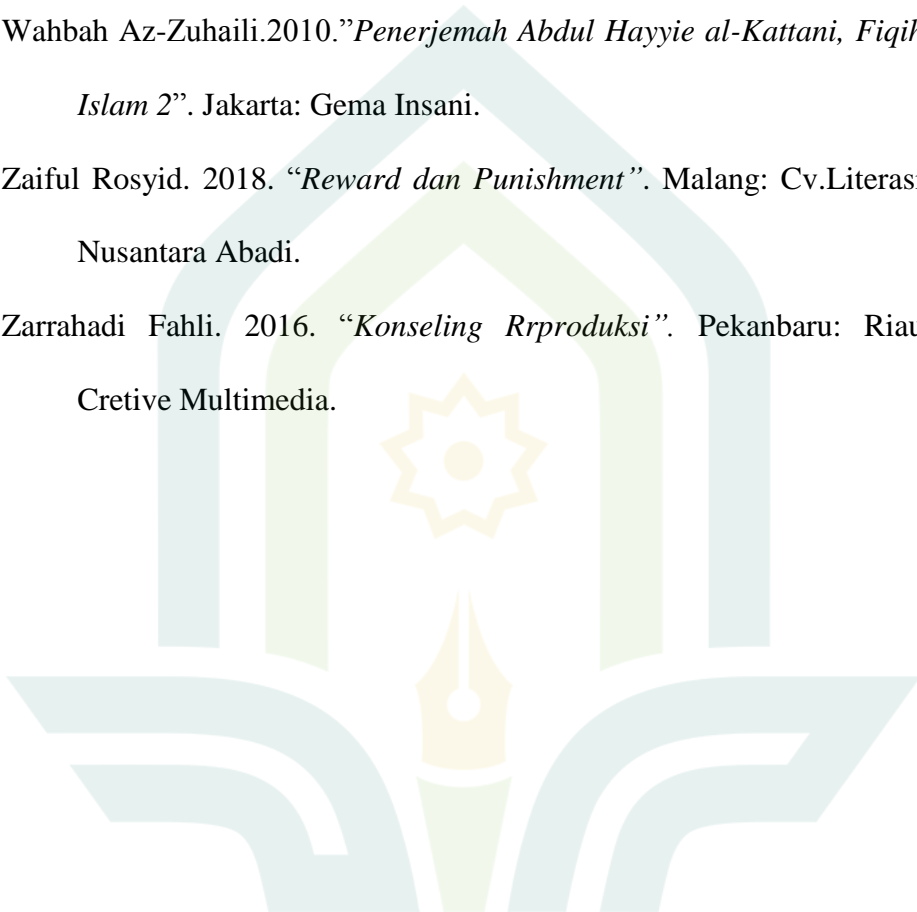 Wahbah Az-Zuhaili.2010.”Penerjemah Abdul Hayyie al-Kattani, Fiqih
Islam 2”. Jakarta: Gema Insani.
Zaiful Rosyid. 2018. “Reward dan Punishment”. Malang: Cv.Literasi
Nusantara Abadi.
Zarrahadi Fahli. 2016. “Konseling Rrproduksi”. Pekanbaru: Riau
Cretive Multimedia.